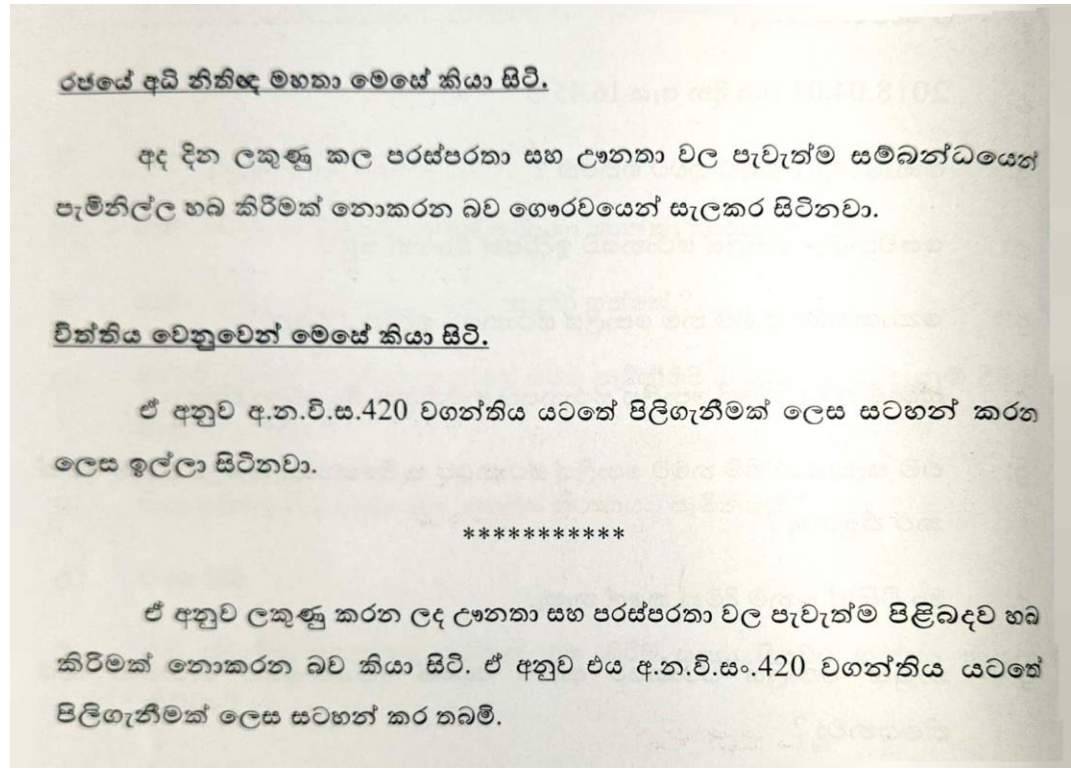 රජයේ අධි නිතිඥ මහතා මෙසේ කියා සිටී.
අද දින ලකුණු කල පරස්පරතා සහ ඌනතා වල පැවැත්ම සම්බන්ධයෙන්
පැමිනිල්ල හබ කිරීමක් නොකරන බව ගෞරවයෙන් සැලකර සිටිනවා.
විත්තිය වෙනුවෙන් මෙසේ කියා සිටී.
ඒ අනුව අ.න.වි.ස.420 වගන්තිය යටතේ පිලිගැනීමක් ලෙස සටහන් කරන
ලෙස ඉල්ලා සිටිනවා.
***********
ඒ අනුව ලකුණු කරන ලද ඌනතා සහ පරස්පරතා වල පැවැත්ම පිළිබදව හබ
කිරීමක් නොකරන බව කියා සිටී. ඒ අනුව එය අ.න.වි.සං.420 වගන්තිය යටතේ
පිලිගැනීමක් ලෙස සටහන් කර තබමි.